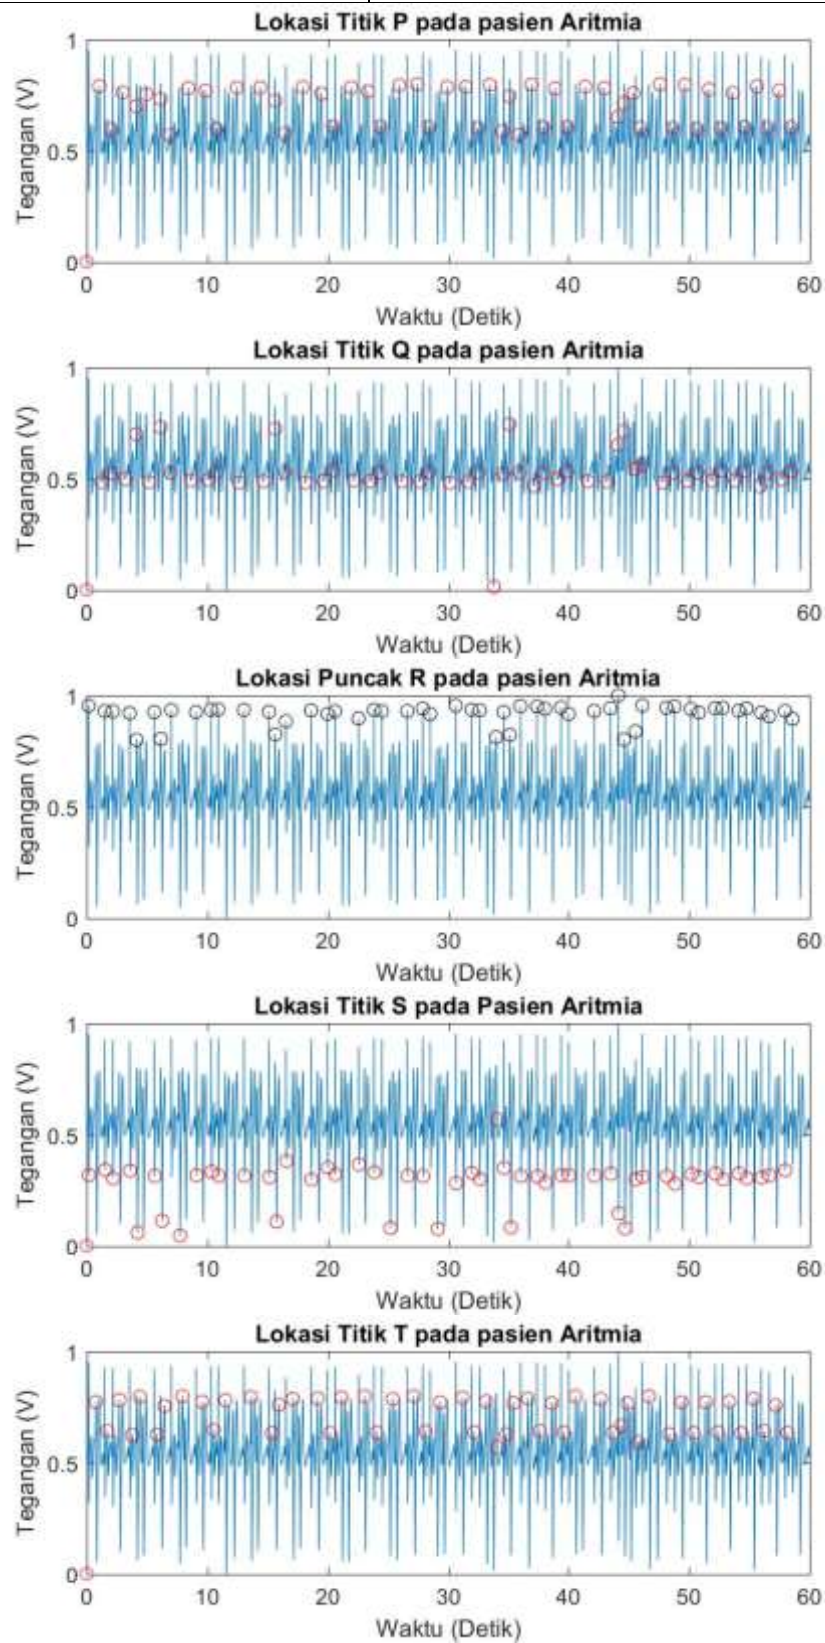 Lokasi Titik P pada pasien Aritmia
1
0.5
0
Tegangan (V)
0 10 20 30 40 50 60
Waktu (Detik)
Lokasi Titik Q pada pasien Aritmia
1
0.5
0
Tegangan (V)
0 10 20 30 40 50 60
Waktu (Detik)
Lokasi Puncak R pada pasien Aritmia
1
0.5
0
Tegangan (V)
0 10 20 30 40 50 60
Waktu (Detik)
Lokasi Titik S pada Pasien Aritmia
1
0.5
0
Tegangan (V)
0 10 20 30 40 50 60
Waktu (Detik)
Lokasi Titik T pada pasien Aritmia
1
0.5
0
Tegangan (V)
0 10 20 30 40 50 60
Waktu (Detik)